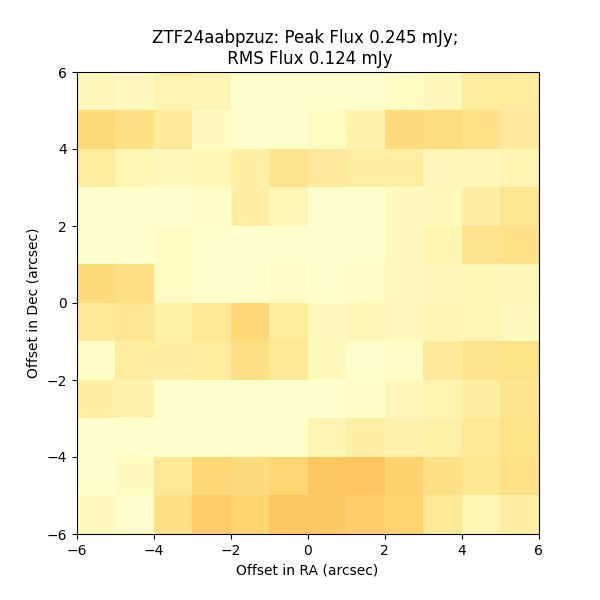 ZTF24aabpzuz: Peak Flux 0.245 mJy;
RMS Flux 0.124 mJy
6
4
2
0
−2
−4
−6
Offset in Dec (arcsec)
−6 −4 −2 0 2 4 6
Offset in RA (arcsec)